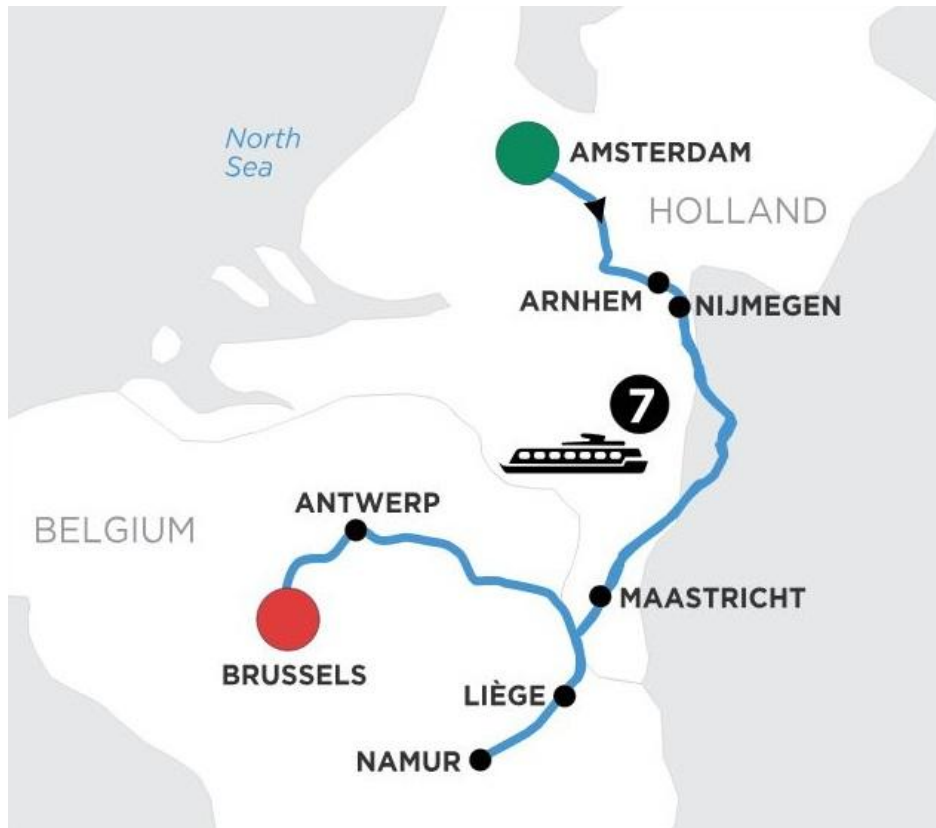 North
Sea
AMSTERDAM
HOLLAND
ARNHEM
NIJMEGEN
7
ANTWERP
BELGIUM
MAASTRICHT
BRUSSELS
LIÈGE
NAMUR